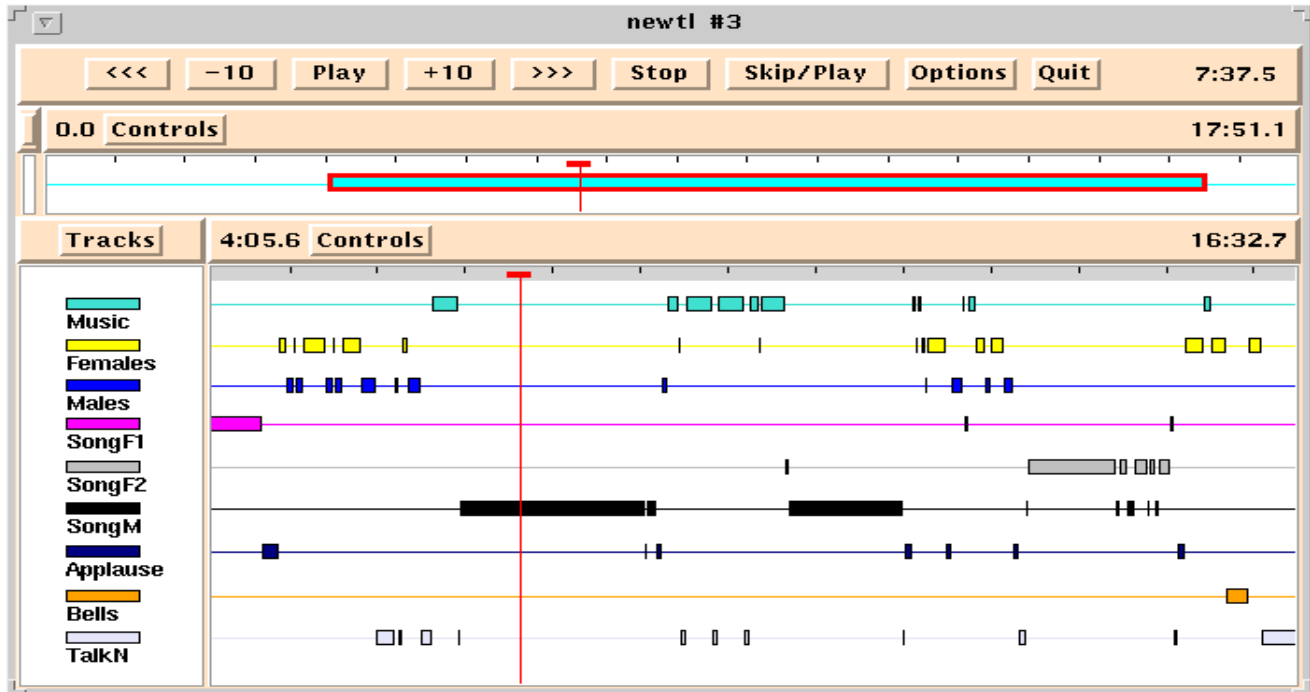 newtl #3
<<< -10 Play +10 >>> Stop Skip/Play Options Quit 7:37.5
0.0 Controls 17:51.1
Tracks 4:05.6 Controls 16:32.7
Music
Females
Males
SongF1
SongF2
SongM
Applause
Bells
TalkN